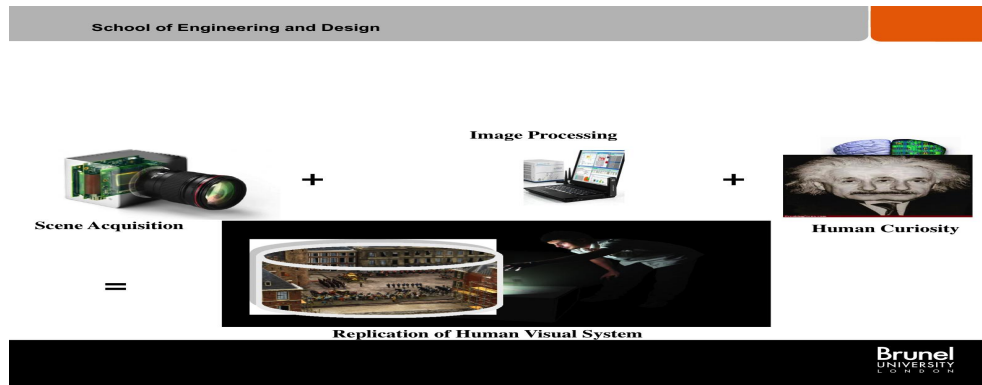 School of Engineering and Design
Image Processing
+
+
Scene Acquisition
Human Curiosity
=
Replication of Human Visual System
Brunel
UNIVERSITY
LONDON